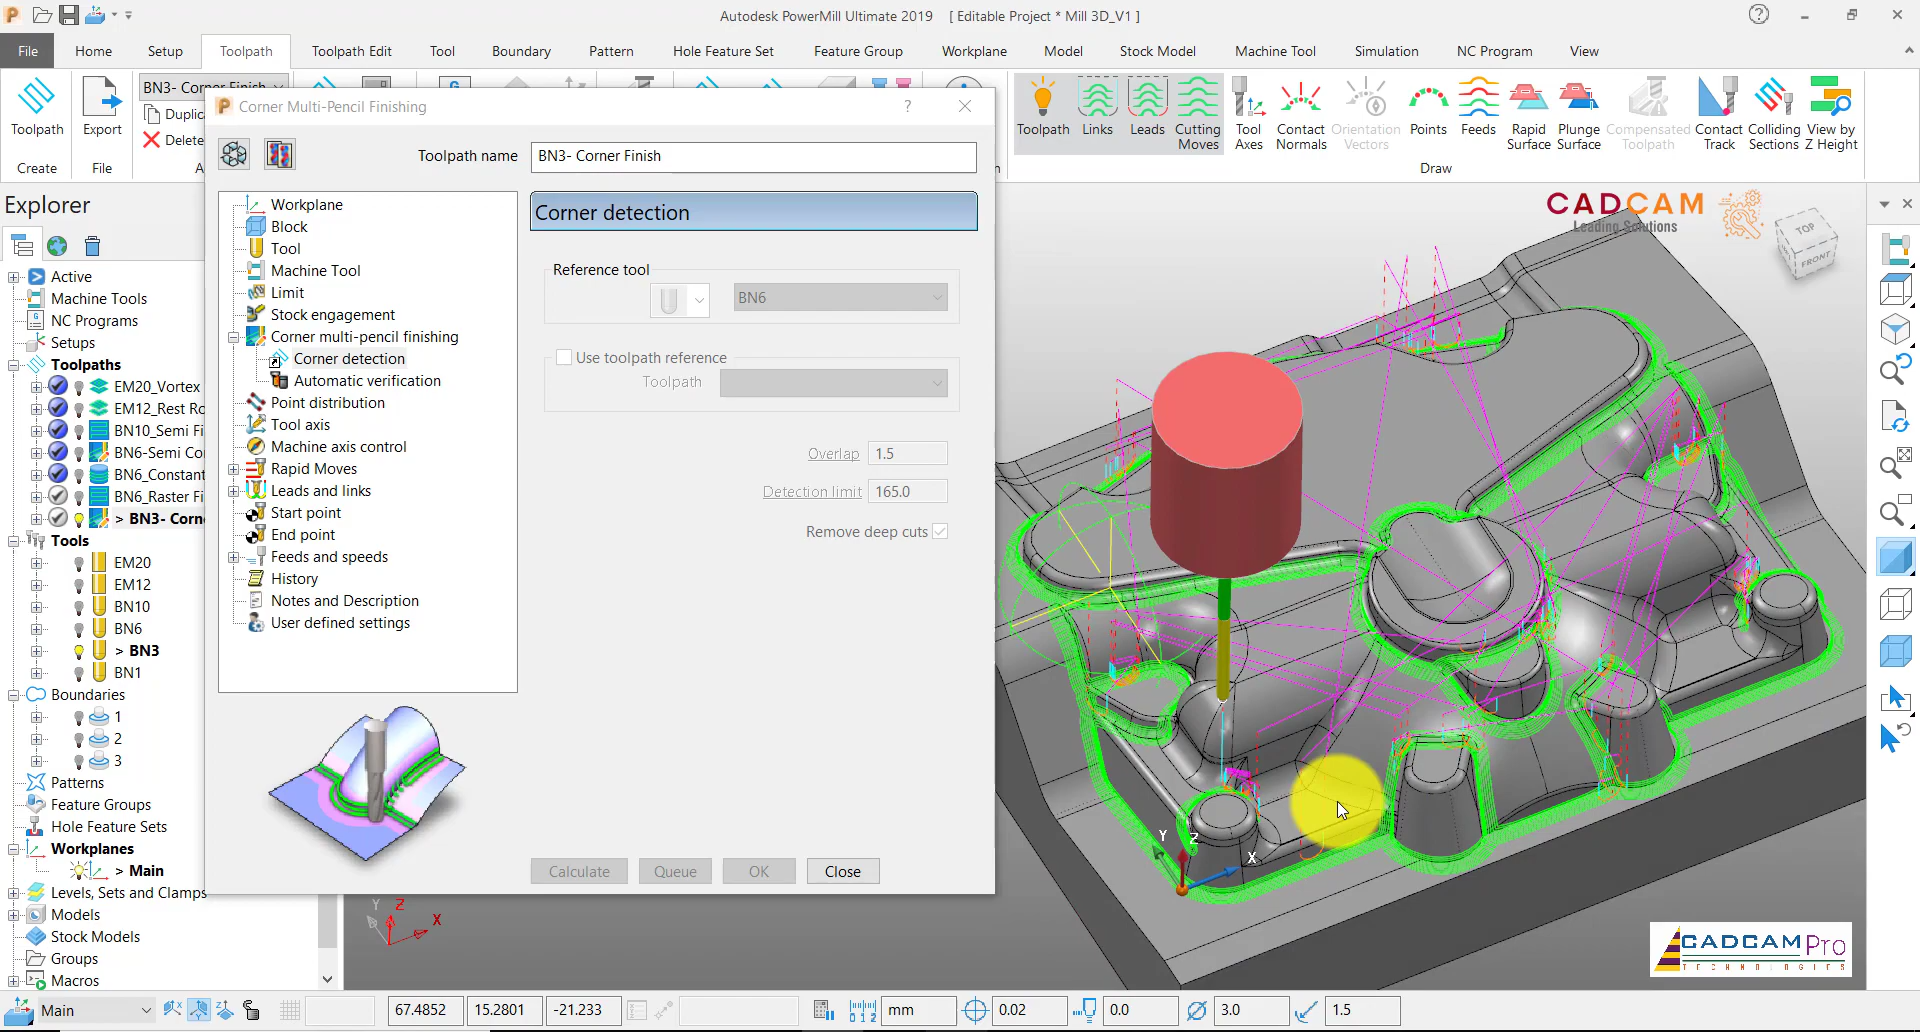 Autodesk PowerMill Ultimate 2019 [ Editable Project * Mill 3D_V1 ]
File Home Setup Toolpath Toolpath Edit Tool Boundary Pattern Hole Feature Set Feature Group Workplane Model Stock Model Machine Tool Simulation NC Program View
Toolpath
Create
Export
File
BN3- Corner Finish
Duplic
Delete
Toolpath Links Leads Cutting Moves Tool Axes Contact Normals Orientation Vectors Points Feeds Rapid Surface Plunge Surface Compensated Toolpath Contact Track Colliding Sections View by Z Height
Draw
Corner Multi-Pencil Finishing ?
Toolpath name BN3- Corner Finish
Workplane
Block
Tool
Machine Tool
Limit
Stock engagement
Corner multi-pencil finishing
Corner detection
Automatic verification
Point distribution
Tool axis
Machine axis control
Rapid Moves
Leads and links
Start point
End point
Feeds and speeds
History
Notes and Description
User defined settings
Corner detection
Reference tool
BN6
Use toolpath reference
Toolpath
Overlap 1.5
Detection limit 165.0
Remove deep cuts
Calculate Queue OK Close
Explorer
Active
Machine Tools
NC Programs
Setups
Toolpaths
EM20_Vortex
EM12_Rest Ro
BN10_Semi Fi
BN6-Semi Co
BN6_Constant
BN6_Raster Fi
> BN3- Corn
Tools
EM20
EM12
BN10
BN6
> BN3
BN1
Boundaries
1
2
3
Patterns
Feature Groups
Hole Feature Sets
Workplanes
> Main
Levels, Sets and Clamps
Models
Stock Models
Groups
Macros
CADCAM
Leading Solutions
TOP
FRONT
Y Z X
Y Z X
CADCAM Pro
TECHNOLOGIES
Main 67.4852 15.2801 -21.233 mm 0.02 0.0 3.0 1.5